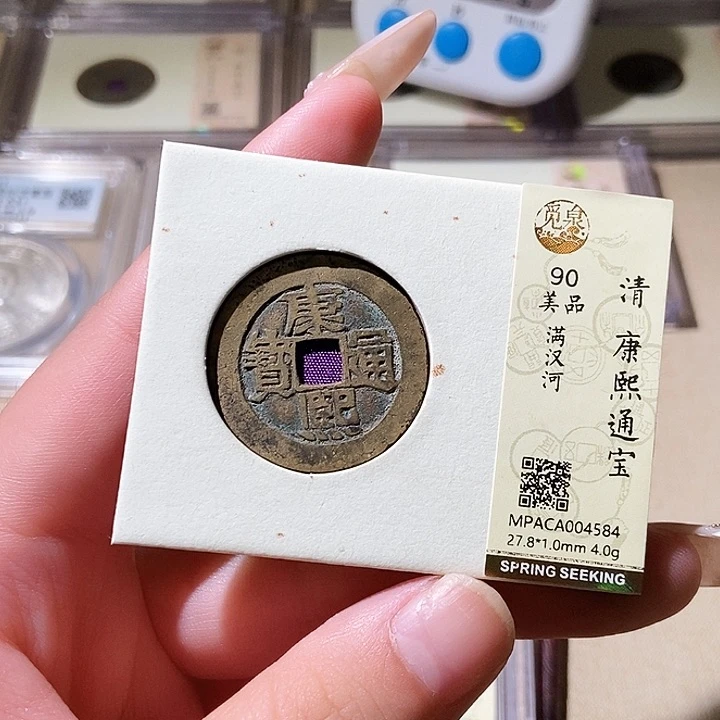 康
寶 通
熙
覓泉
90
美品
满汉河
清 康熙通宝
MPACA004584
27.8*1.0mm 4.0g
SPRING SEEKING